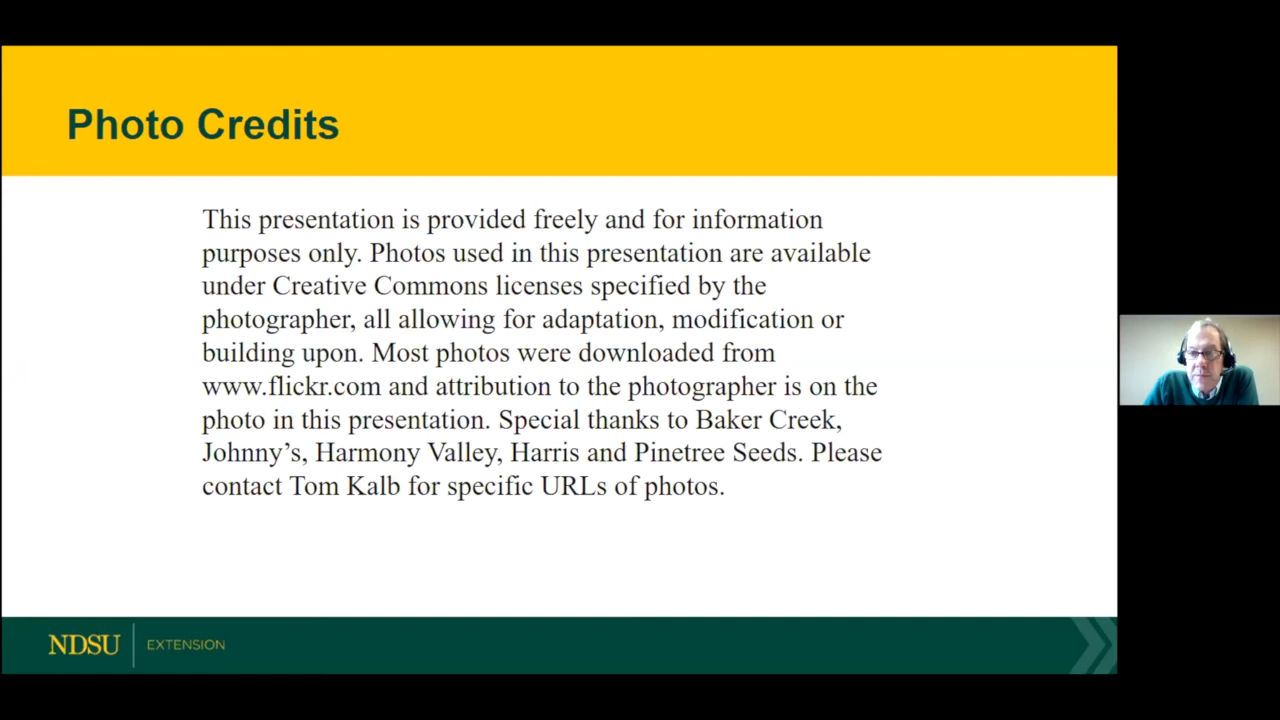 Photo Credits
This presentation is provided freely and for information
purposes only. Photos used in this presentation are available
under Creative Commons licenses specified by the
photographer, all allowing for adaptation, modification or
building upon. Most photos were downloaded from
www.flickr.com and attribution to the photographer is on the
photo in this presentation. Special thanks to Baker Creek,
Johnny’s, Harmony Valley, Harris and Pinetree Seeds. Please
contact Tom Kalb for specific URLs of photos.
NDSU EXTENSION